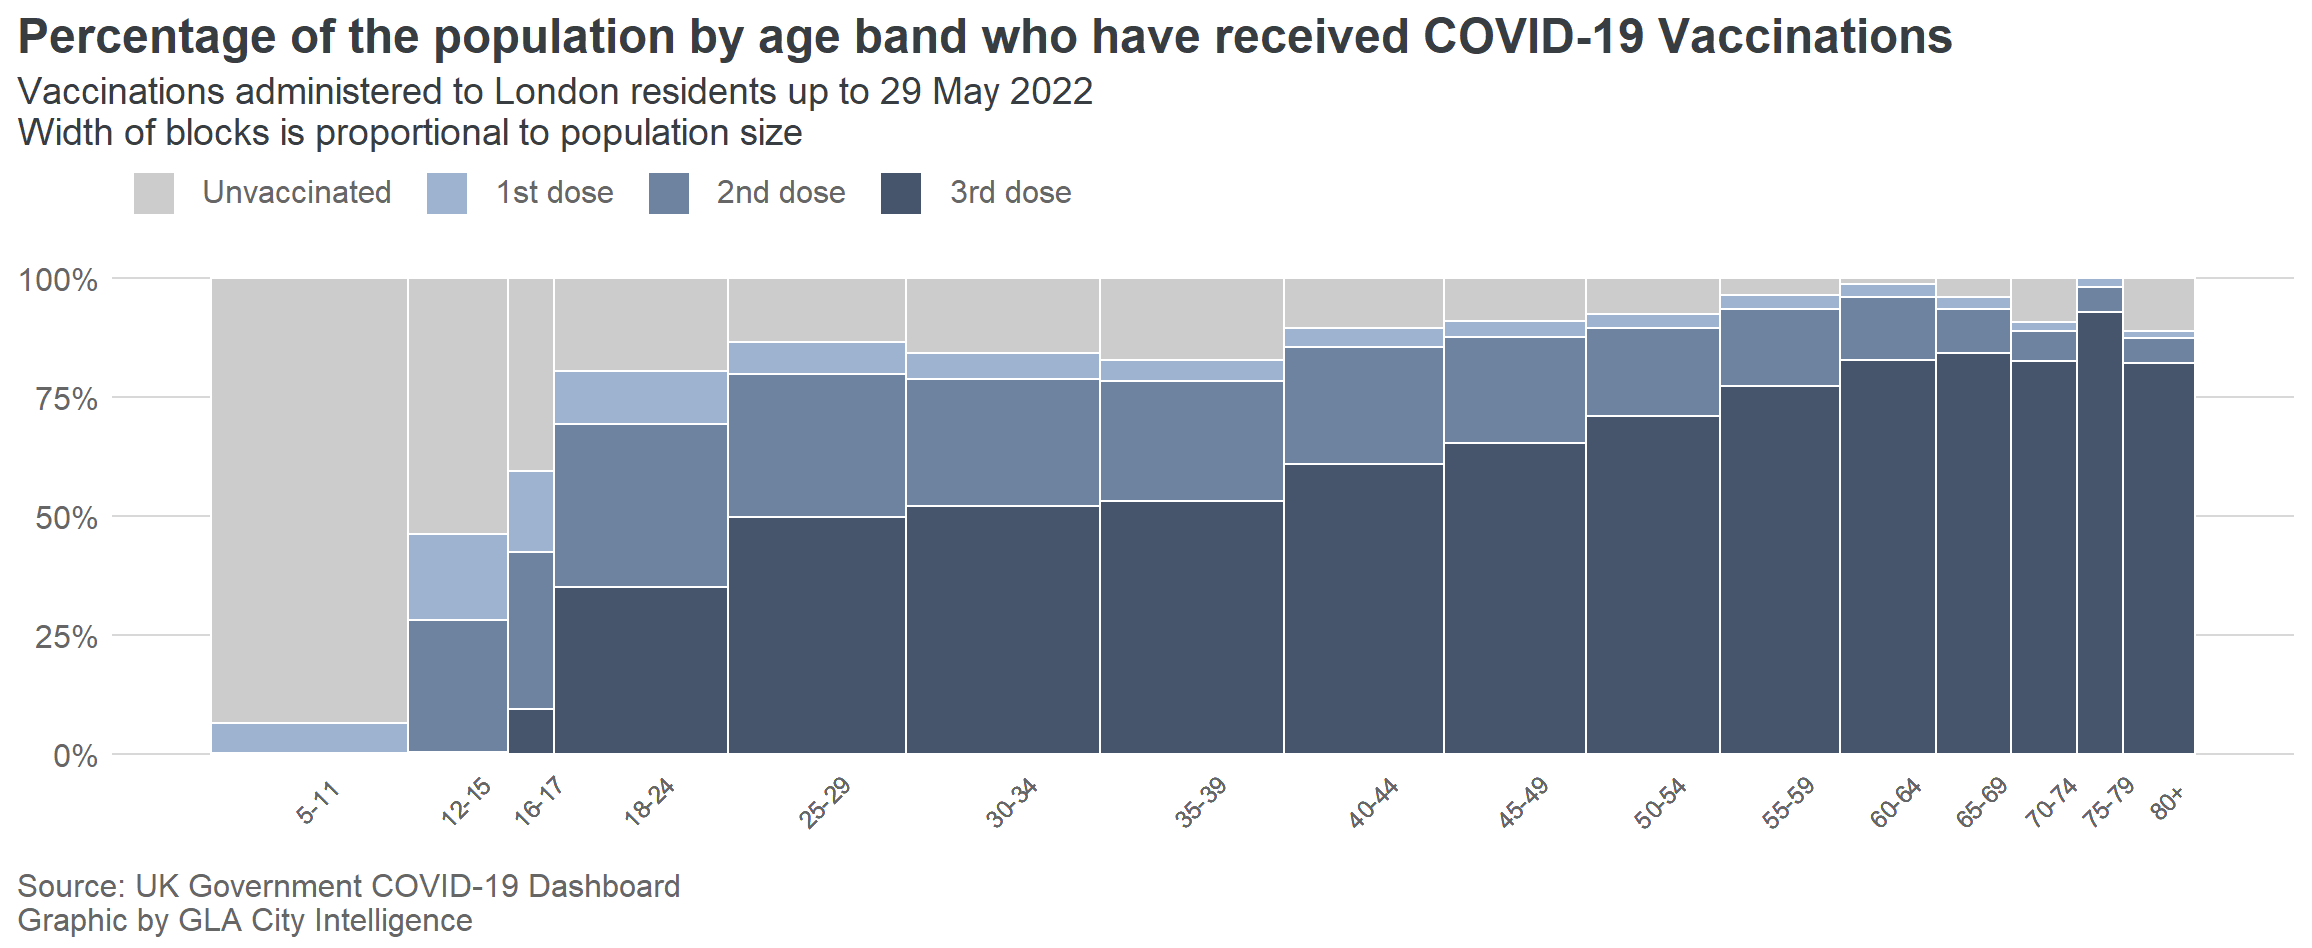 Percentage of the population by age band who have received COVID-19 Vaccinations
Vaccinations administered to London residents up to 29 May 2022
Width of blocks is proportional to population size
Unvaccinated 1st dose 2nd dose 3rd dose
100%
75%
50%
25%
0%
5-11 12-15 16-17 18-24 25-29 30-34 35-39 40-44 45-49 50-54 55-59 60-64 65-69 70-74 75-79 80+
Source: UK Government COVID-19 Dashboard
Graphic by GLA City Intelligence